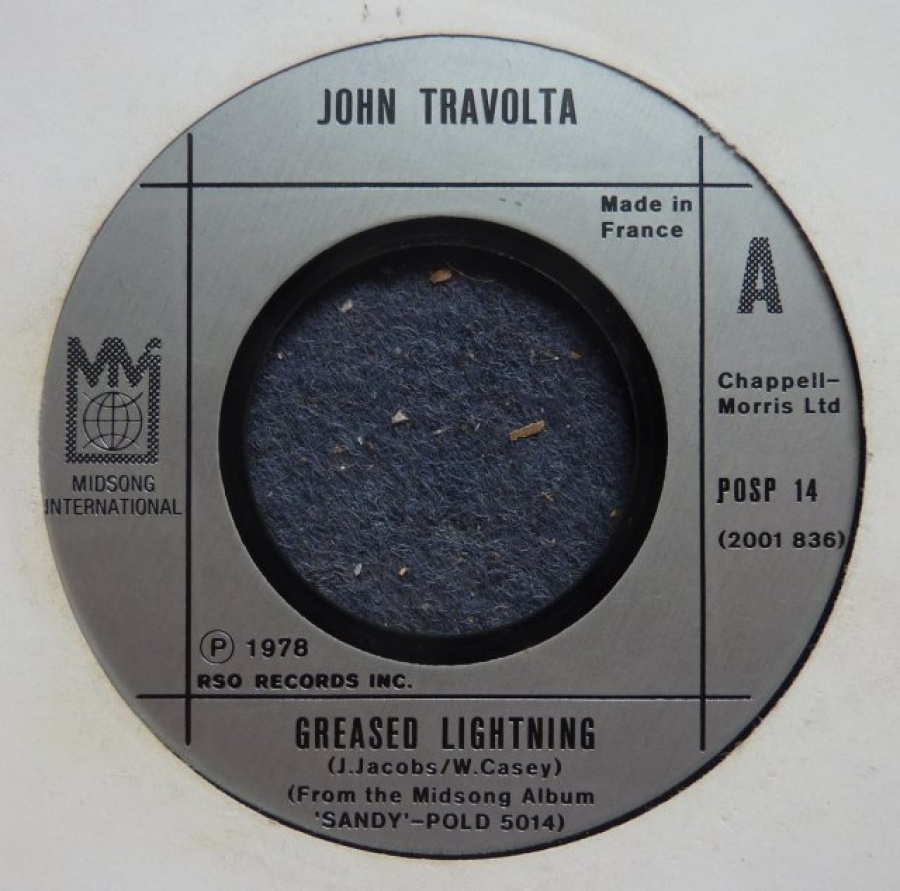 JOHN TRAVOLTA
Made in
France
A
MIDSONG
INTERNATIONAL
Chappell-
Morris Ltd
POSP 14
(2001 836)
Ⓟ 1978
RSO RECORDS INC.
GREASED LIGHTNING
(J.Jacobs/W.Casey)
(From the Midsong Album
'SANDY'-POLD 5014)